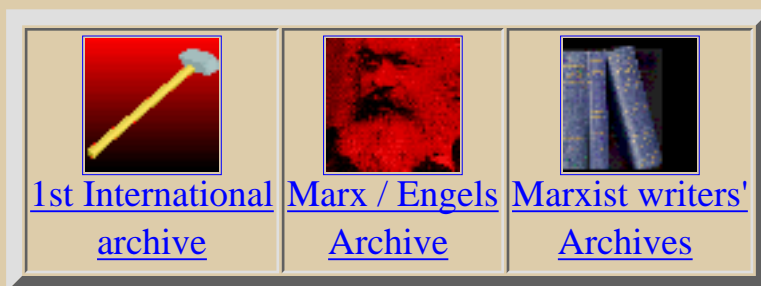 1st International
archive
Marx / Engels
Archive
Marxist writers'
Archives